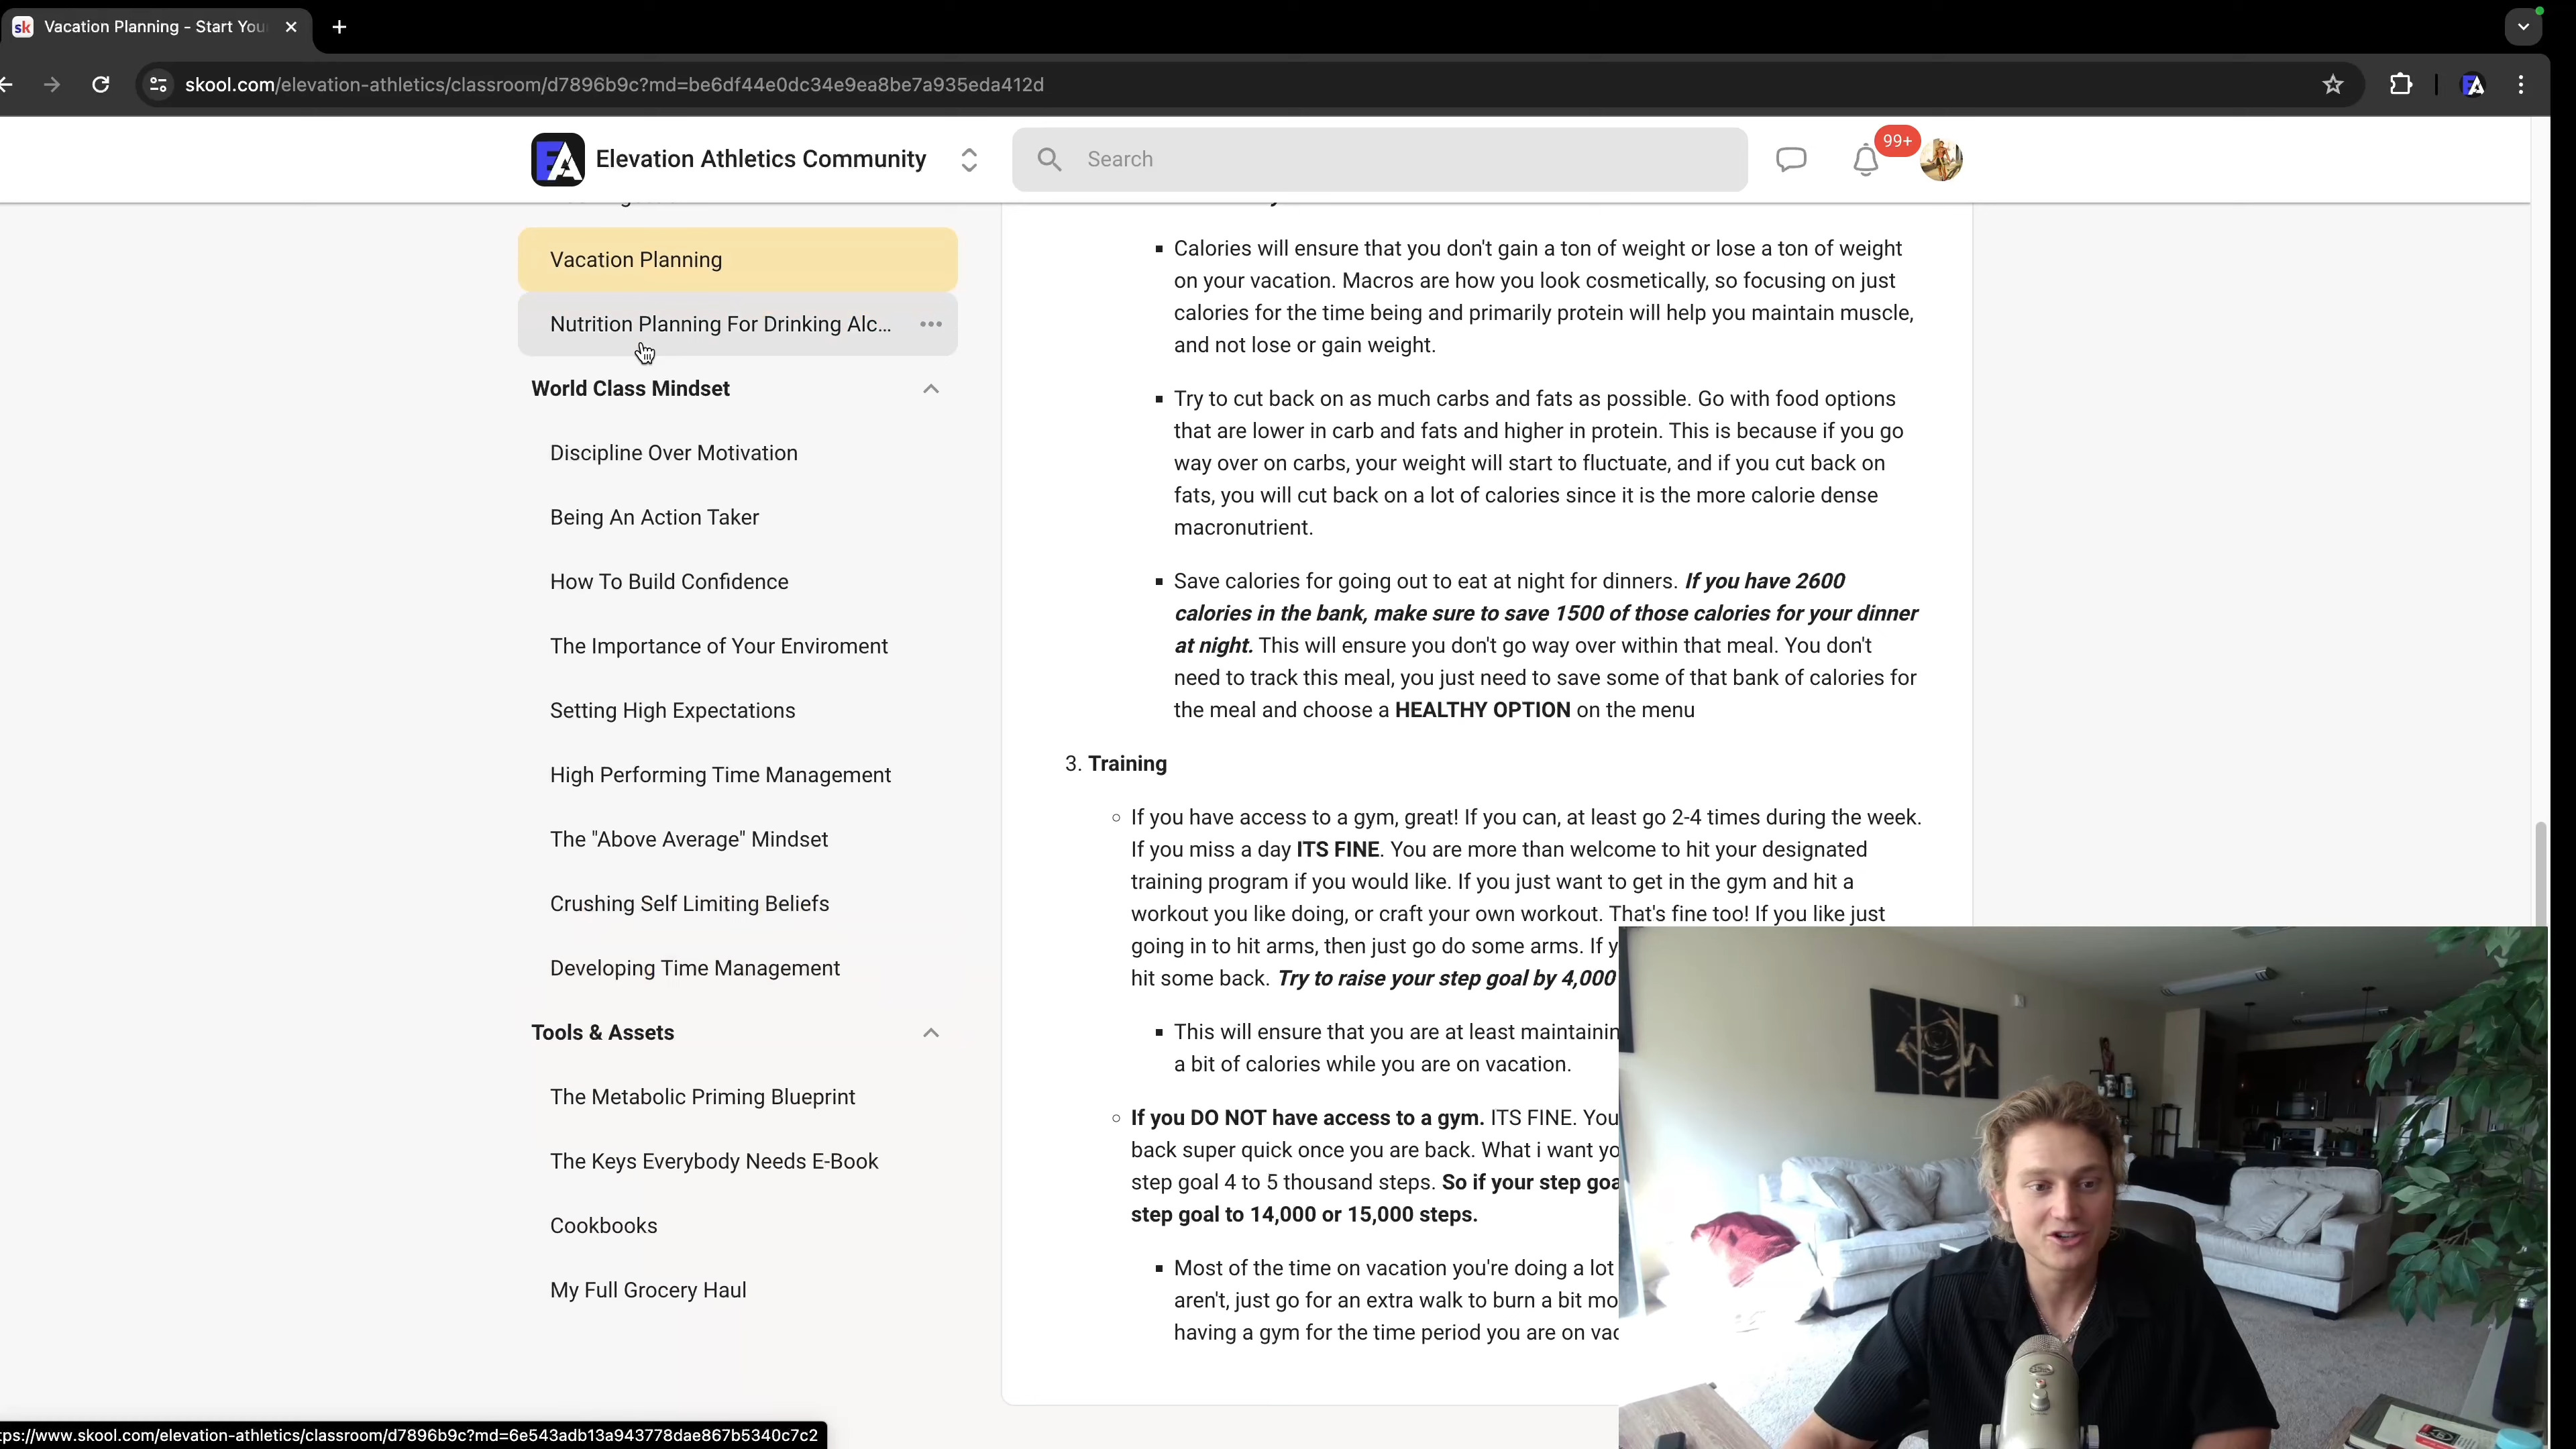 sk Vacation Planning - Start You
skool.com/elevation-athletics/classroom/d7896b9c?md=be6df44e0dc34e9ea8be7a935eda412d
EA Elevation Athletics Community
Search
99+
Vacation Planning
Nutrition Planning For Drinking Alc...
World Class Mindset
Discipline Over Motivation
Being An Action Taker
How To Build Confidence
The Importance of Your Enviroment
Setting High Expectations
High Performing Time Management
The "Above Average" Mindset
Crushing Self Limiting Beliefs
Developing Time Management
Tools & Assets
The Metabolic Priming Blueprint
The Keys Everybody Needs E-Book
Cookbooks
My Full Grocery Haul
Calories will ensure that you don't gain a ton of weight or lose a ton of weight
on your vacation. Macros are how you look cosmetically, so focusing on just
calories for the time being and primarily protein will help you maintain muscle,
and not lose or gain weight.
Try to cut back on as much carbs and fats as possible. Go with food options
that are lower in carb and fats and higher in protein. This is because if you go
way over on carbs, your weight will start to fluctuate, and if you cut back on
fats, you will cut back on a lot of calories since it is the more calorie dense
macronutrient.
Save calories for going out to eat at night for dinners. If you have 2600
calories in the bank, make sure to save 1500 of those calories for your dinner
at night. This will ensure you don't go way over within that meal. You don't
need to track this meal, you just need to save some of that bank of calories for
the meal and choose a HEALTHY OPTION on the menu
3. Training
If you have access to a gym, great! If you can, at least go 2-4 times during the week.
If you miss a day ITS FINE. You are more than welcome to hit your designated
training program if you would like. If you just want to get in the gym and hit a
workout you like doing, or craft your own workout. That's fine too! If you like just
going in to hit arms, then just go do some arms. If y
hit some back. Try to raise your step goal by 4,000
This will ensure that you are at least maintainin
a bit of calories while you are on vacation.
If you DO NOT have access to a gym. ITS FINE. You
back super quick once you are back. What i want yo
step goal 4 to 5 thousand steps. So if your step goa
step goal to 14,000 or 15,000 steps.
Most of the time on vacation you're doing a lot
aren't, just go for an extra walk to burn a bit mo
having a gym for the time period you are on vac
tps://www.skool.com/elevation-athletics/classroom/d7896b9c?md=6e543adb13a943778dae867b5340c7c2